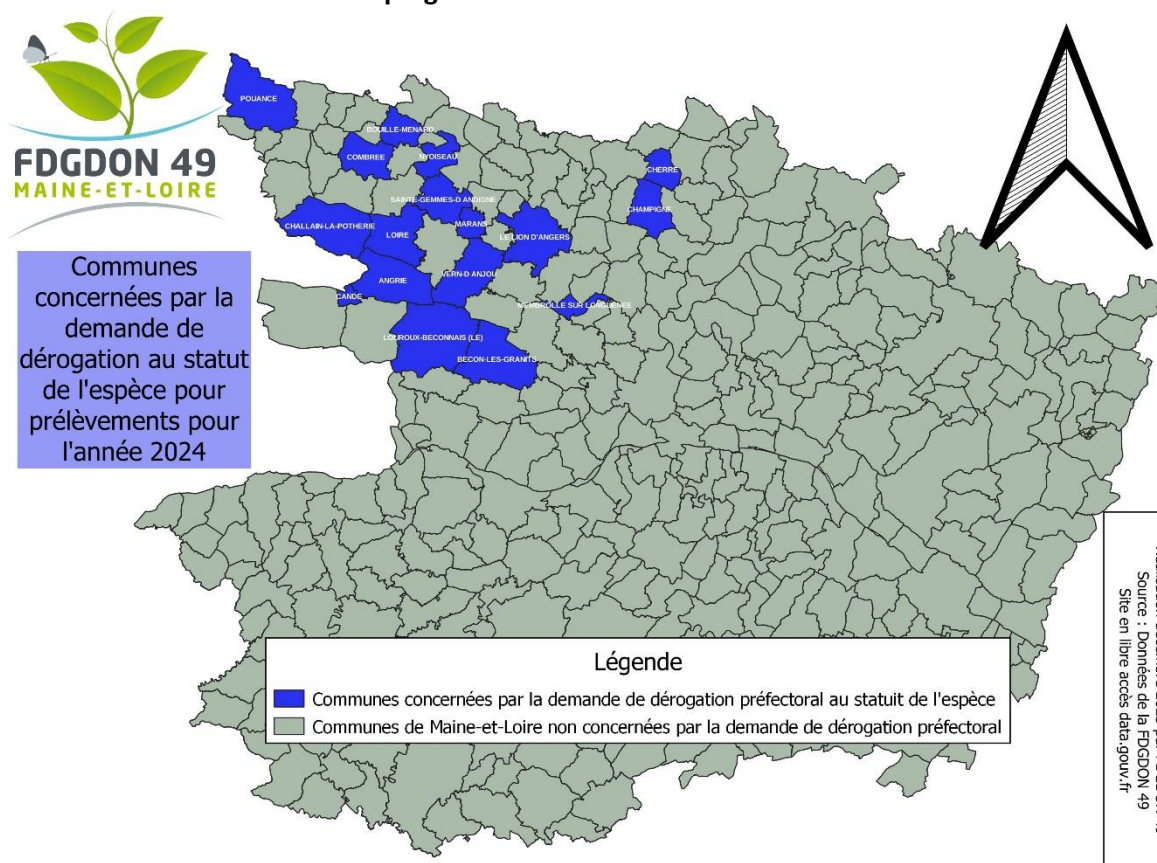 FDGDON 49
MAINE-ET-LOIRE
Communes
concernées par la
demande de
dérogation au statut
de l'espèce pour
prélèvements pour
l'année 2024
POUANCE
BOUILLE-MENARD
COMBREE
NYOISEAU
CHERRE
SAINTE-GEMMES-D ANDIGNE
CHAMPIGNE
CHALLAIN-LA-POTHERIE
LOIRE
MARANS
LE LION D'ANGERS
VERN-D ANJOU
ANGRIE
CANDE
MEMBROLLE SUR LONGUENEE
LOUROUX-BECONNAIS (LE)
BECON-LES-GRANITS
Légende
Communes concernées par la demande de dérogation préfectoral au statuit de l'espèce
Communes de Maine-et-Loire non concernées par la demande de dérogation préfectoral
Source : Données de la FDGDON 49
Site en libre accès data.gouv.fr